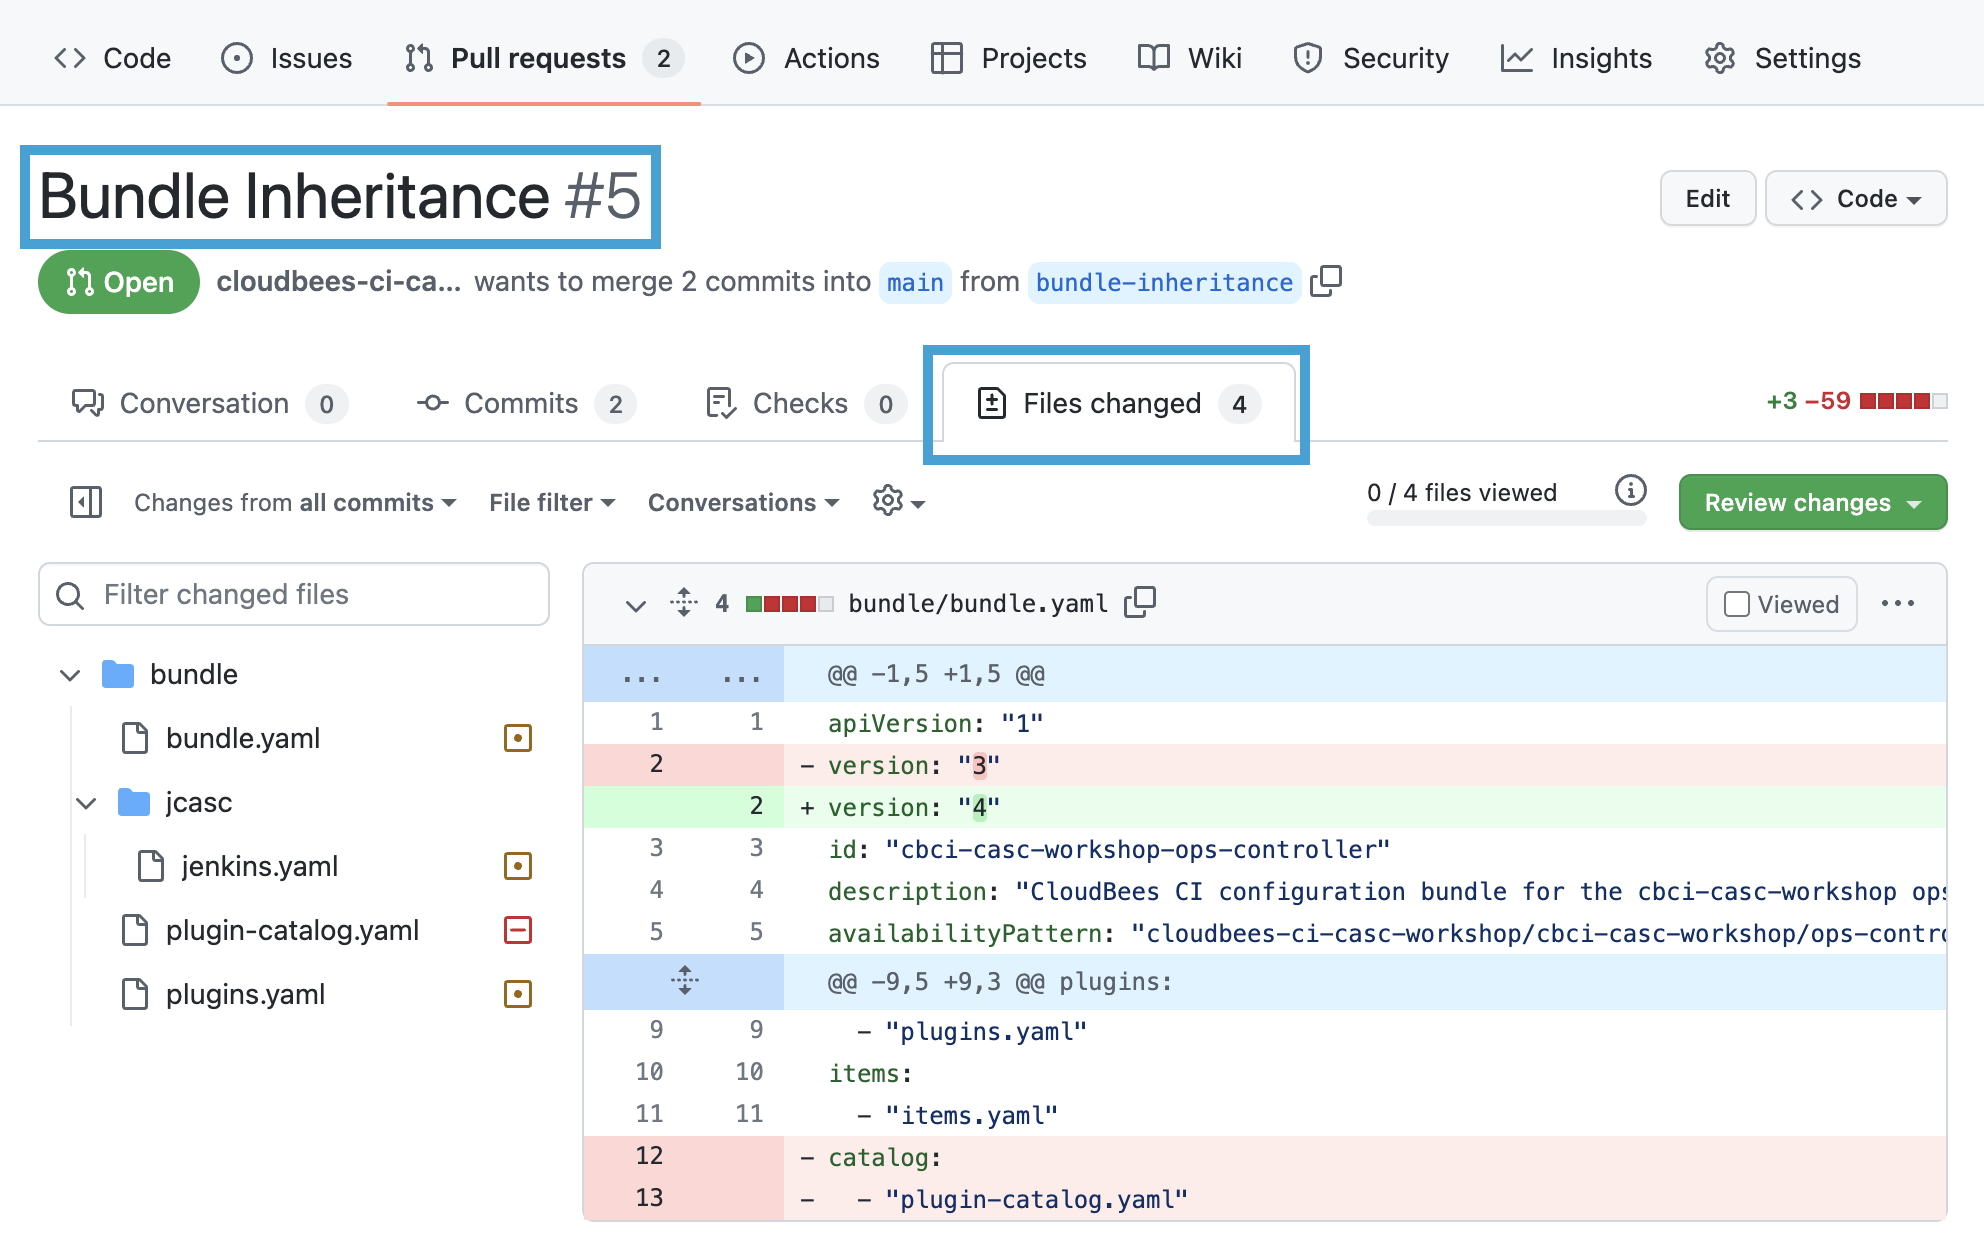 Code Issues Pull requests 2 Actions Projects Wiki Security Insights Settings
Bundle Inheritance #5
Edit Code
Open cloudbees-ci-ca... wants to merge 2 commits into main from bundle-inheritance
Conversation 0 Commits 2 Checks 0 Files changed 4 +3 −59
Changes from all commits File filter Conversations 0 / 4 files viewed Review changes
Filter changed files
bundle
bundle.yaml
jcasc
jenkins.yaml
plugin-catalog.yaml
plugins.yaml
4 bundle/bundle.yaml Viewed
... ... @@ -1,5 +1,5 @@
1 1 apiVersion: "1"
2 - version: "3"
2 + version: "4"
3 3 id: "cbci-casc-workshop-ops-controller"
4 4 description: "CloudBees CI configuration bundle for the cbci-casc-workshop ops
5 5 availabilityPattern: "cloudbees-ci-casc-workshop/cbci-casc-workshop/ops-contro
@@ -9,5 +9,3 @@ plugins:
9 9 - "plugins.yaml"
10 10 items:
11 11 - "items.yaml"
12 - catalog:
13 - - "plugin-catalog.yaml"